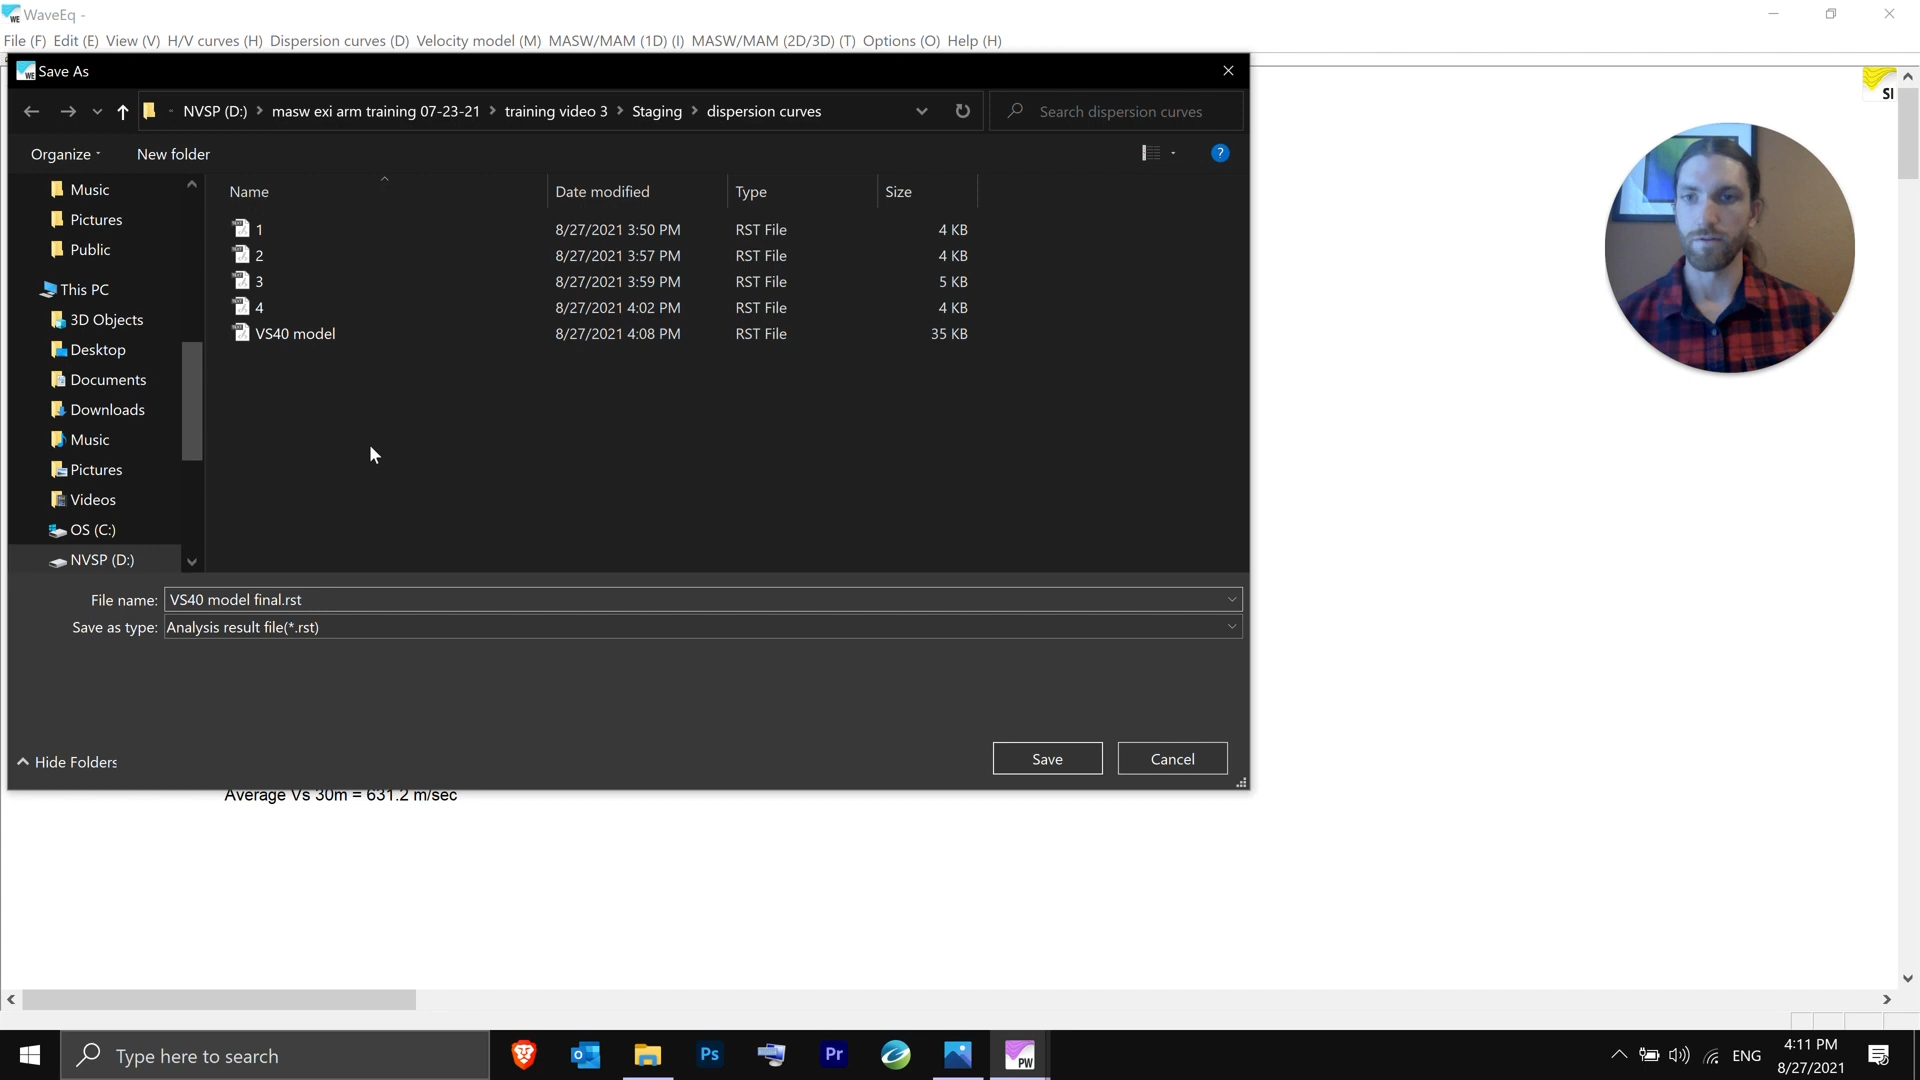 WE WaveEq -
File (F) Edit (E) View (V) H/V curves (H) Dispersion curves (D) Velocity model (M) MASW/MAM (1D) (I) MASW/MAM (2D/3D) (T) Options (O) Help (H)
WE Save As
NVSP (D:) > masw exi arm training 07-23-21 > training video 3 > Staging > dispersion curves
Search dispersion curves
SI
Organize
New folder
?
Music
Pictures
Public
This PC
3D Objects
Desktop
Documents
Downloads
Music
Pictures
Videos
OS (C:)
NVSP (D:)
Name Date modified Type Size
1 8/27/2021 3:50 PM RST File 4 KB
2 8/27/2021 3:57 PM RST File 4 KB
3 8/27/2021 3:59 PM RST File 5 KB
4 8/27/2021 4:02 PM RST File 4 KB
VS40 model 8/27/2021 4:08 PM RST File 35 KB
File name: VS40 model final.rst
Save as type: Analysis result file(*.rst)
Hide Folders
Save
Cancel
Average Vs 30m = 631.2 m/sec
Type here to search
Ps
Pr
PW
ENG
4:11 PM
8/27/2021